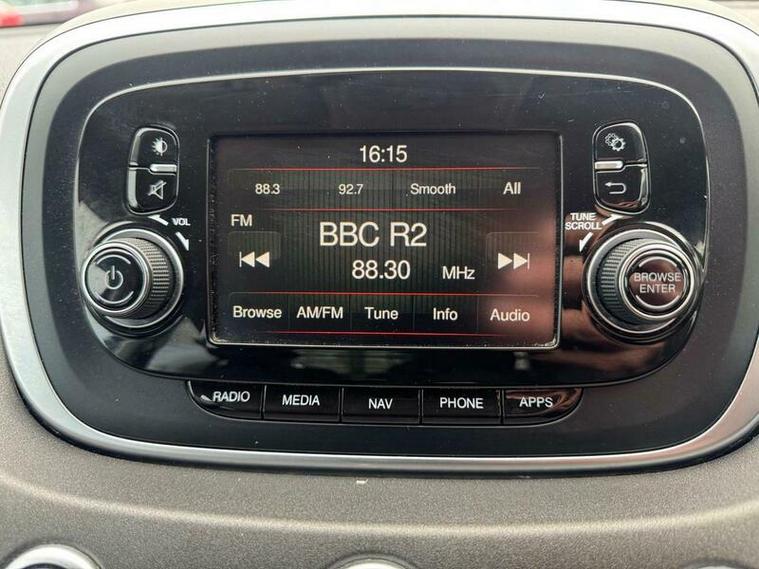 16:15
88.3 92.7 Smooth All
VOL
TUNE
SCROLL
FM
BBC R2
88.30 MHz
BROWSE
ENTER
Browse AM/FM Tune Info Audio
RADIO MEDIA NAV PHONE APPS